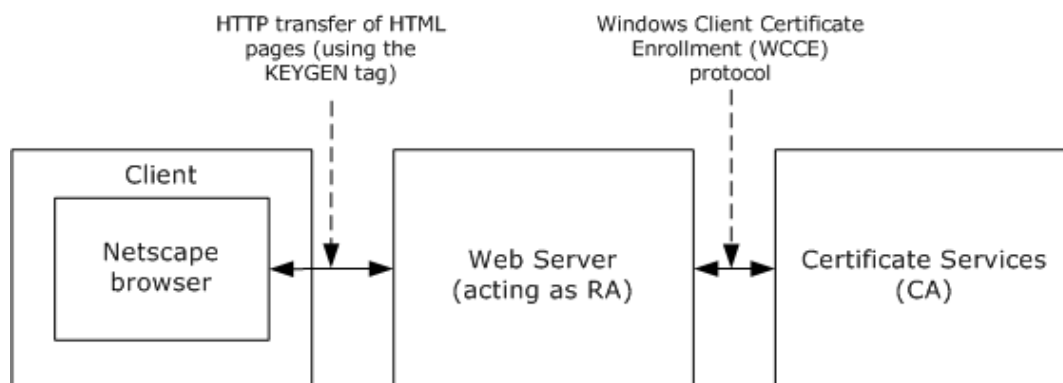 HTTP transfer of HTML
pages (using the
KEYGEN tag)
Windows Client Certificate
Enrollment (WCCE)
protocol
Client
Netscape
browser
Web Server
(acting as RA)
Certificate Services
(CA)